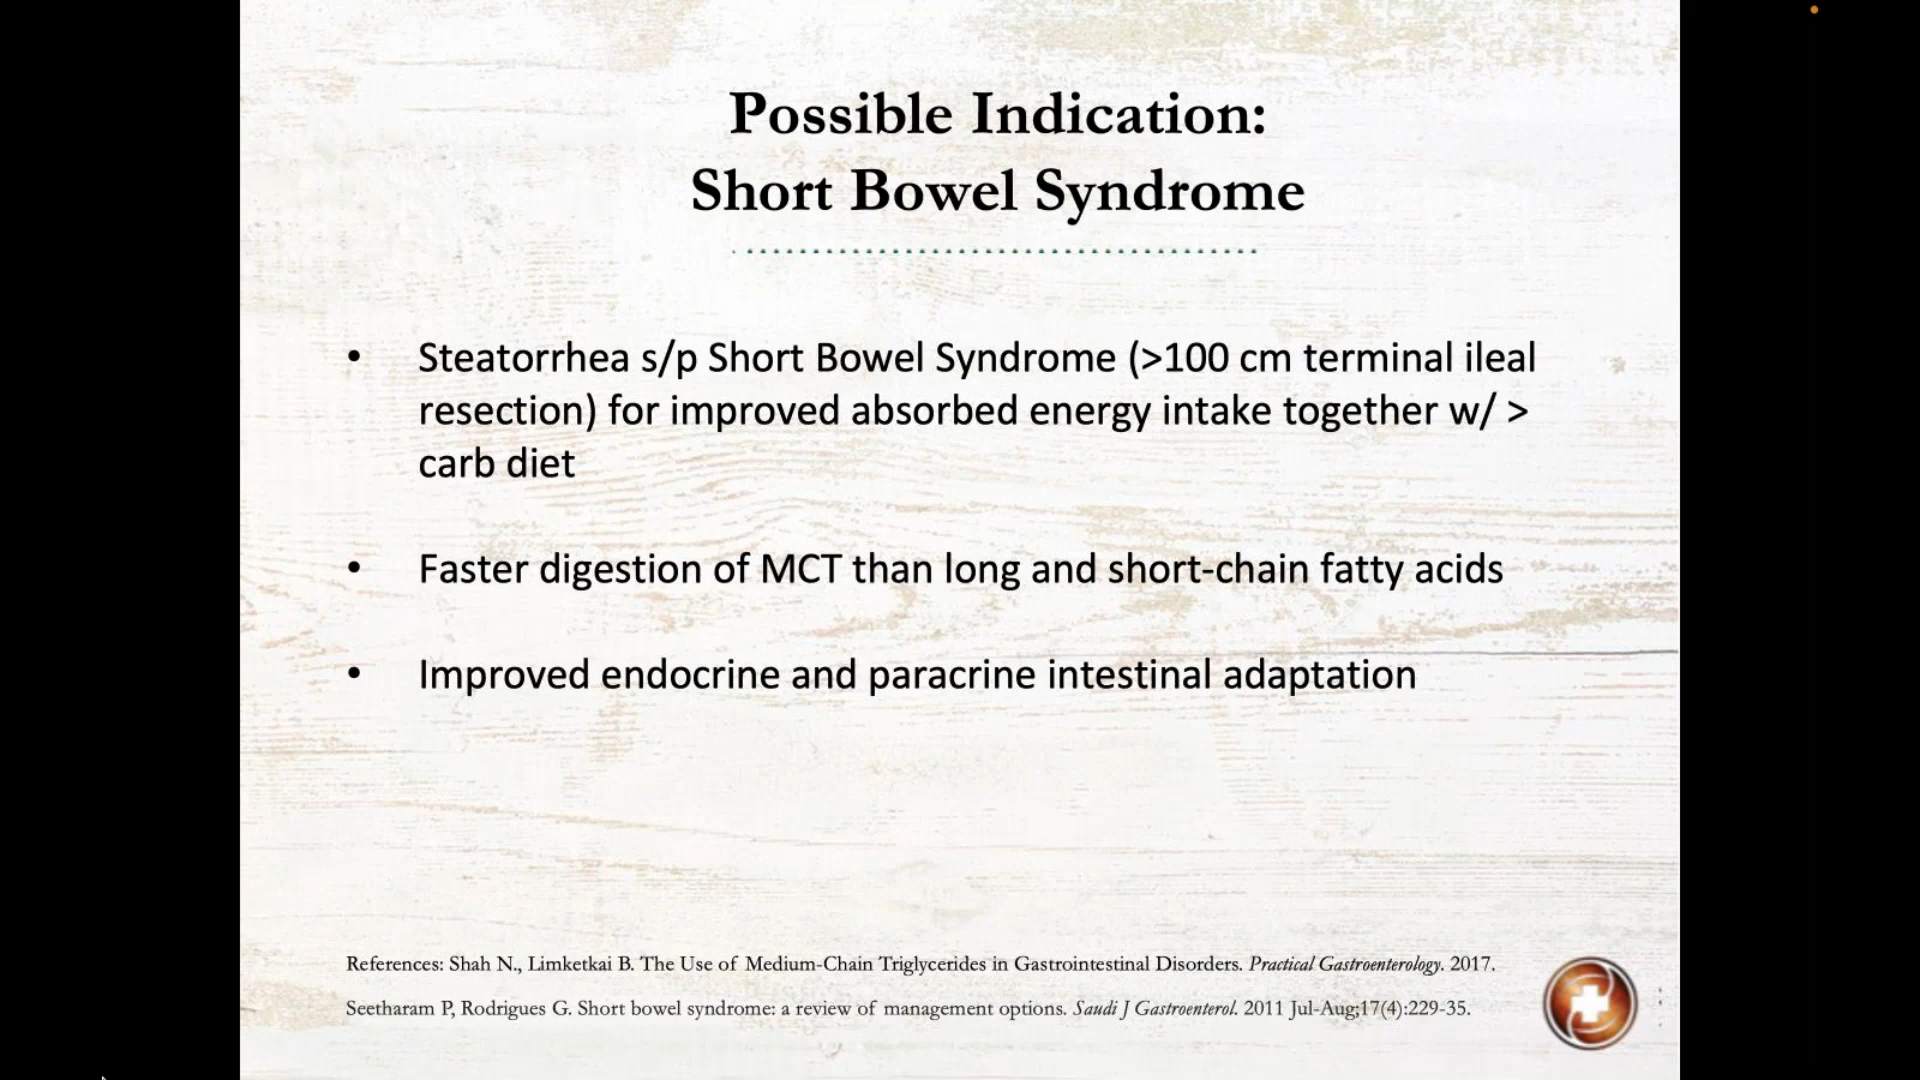 Possible Indication:
Short Bowel Syndrome
• Steatorrhea s/p Short Bowel Syndrome (>100 cm terminal ileal
resection) for improved absorbed energy intake together w/ >
carb diet
• Faster digestion of MCT than long and short-chain fatty acids
• Improved endocrine and paracrine intestinal adaptation
References: Shah N., Limketkai B. The Use of Medium-Chain Triglycerides in Gastrointestinal Disorders. Practical Gastroenterology. 2017.
Seetharam P, Rodrigues G. Short bowel syndrome: a review of management options. Saudi J Gastroenterol. 2011 Jul-Aug;17(4):229-35.